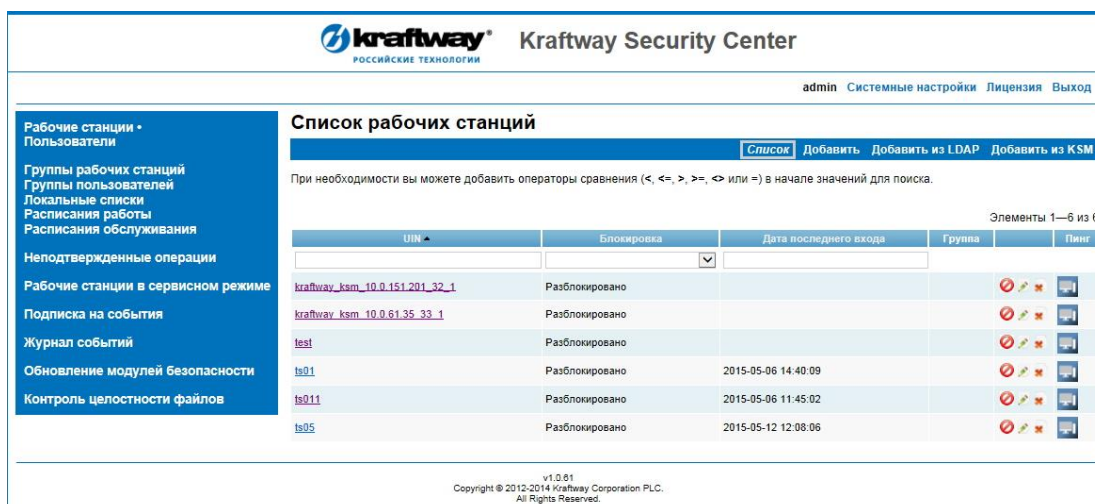 kraftway®
РОССИЙСКИЕ ТЕХНОЛОГИИ
Kraftway Security Center
admin Системные настройки Лицензия Выход
Рабочие станции •
Пользователи
Группы рабочих станций
Группы пользователей
Локальные списки
Расписания работы
Расписания обслуживания
Неподтвержденные операции
Рабочие станции в сервисном режиме
Подписка на события
Журнал событий
Обновление модулей безопасности
Контроль целостности файлов
Список рабочих станций
Список Добавить Добавить из LDAP Добавить из KSM
При необходимости вы можете добавить операторы сравнения (<, <=, >, >=, <> или =) в начале значений для поиска.
Элементы 1—6 из 6
UIN Блокировка Дата последнего входа Группа Пинг
kraftway_ksm_10.0.151.201_32_1 Разблокировано
kraftway_ksm_10.0.61.35_33_1 Разблокировано
test Разблокировано
ts01 Разблокировано 2015-05-06 14:40:09
ts011 Разблокировано 2015-05-06 11:45:02
ts05 Разблокировано 2015-05-12 12:08:06
v1.0.61
Copyright © 2012-2014 Kraftway Corporation PLC.
All Rights Reserved.